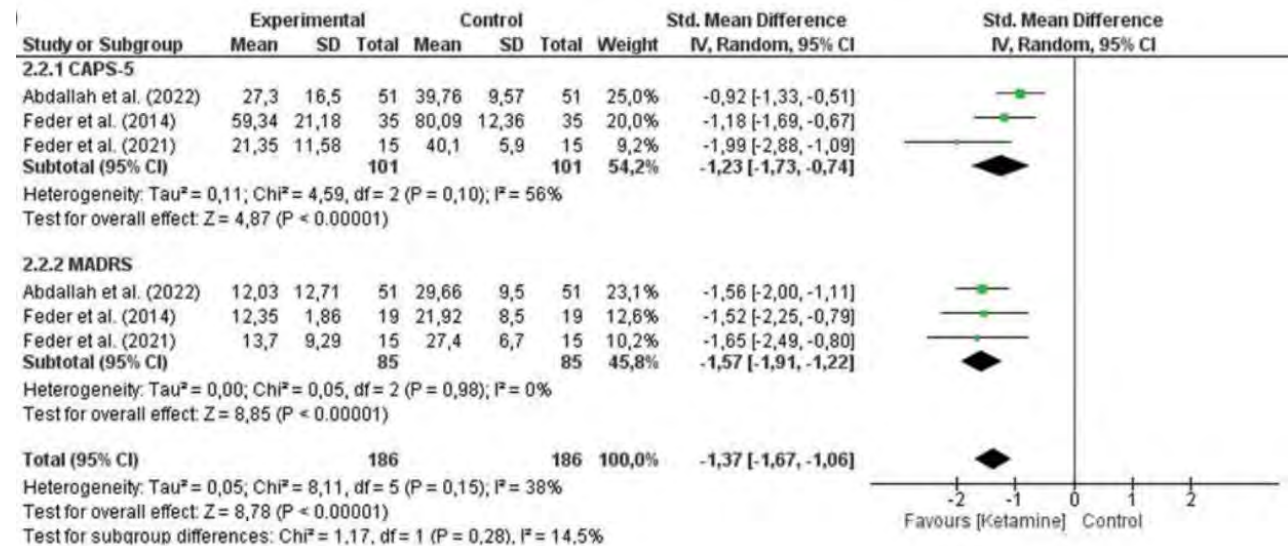 Experimental Control Std. Mean Difference Std. Mean Difference
Study or Subgroup Mean SD Total Mean SD Total Weight IV, Random, 95% CI IV, Random, 95% CI
2.2.1 CAPS-5
Abdallah et al. (2022) 27,3 16,5 51 39,76 9,57 51 25,0% -0,92 [-1,33, -0,51]
Feder et al. (2014) 59,34 21,18 35 80,09 12,36 35 20,0% -1,18 [-1,69, -0,67]
Feder et al. (2021) 21,35 11,58 15 40,1 5,9 15 9,2% -1,99 [-2,88, -1,09]
Subtotal (95% CI) 101 101 54,2% -1,23 [-1,73, -0,74]
Heterogeneity: Tau² = 0,11; Chi² = 4,59, df = 2 (P = 0,10); I² = 56%
Test for overall effect: Z = 4,87 (P < 0.00001)
2.2.2 MADRS
Abdallah et al. (2022) 12,03 12,71 51 29,66 9,5 51 23,1% -1,56 [-2,00, -1,11]
Feder et al. (2014) 12,35 1,86 19 21,92 8,5 19 12,6% -1,52 [-2,25, -0,79]
Feder et al. (2021) 13,7 9,29 15 27,4 6,7 15 10,2% -1,65 [-2,49, -0,80]
Subtotal (95% CI) 85 85 45,8% -1,57 [-1,91, -1,22]
Heterogeneity: Tau² = 0,00; Chi² = 0,05, df = 2 (P = 0,98); I² = 0%
Test for overall effect: Z = 8,85 (P < 0.00001)
Total (95% CI) 186 186 100,0% -1,37 [-1,67, -1,06]
Heterogeneity: Tau² = 0,05; Chi² = 8,11, df = 5 (P = 0,15); I² = 38%
Test for overall effect: Z = 8,78 (P < 0.00001)
Test for subgroup differences: Chi² = 1,17, df = 1 (P = 0,28), I² = 14,5%
-2 -1 0 1 2
Favours [Ketamine] Control